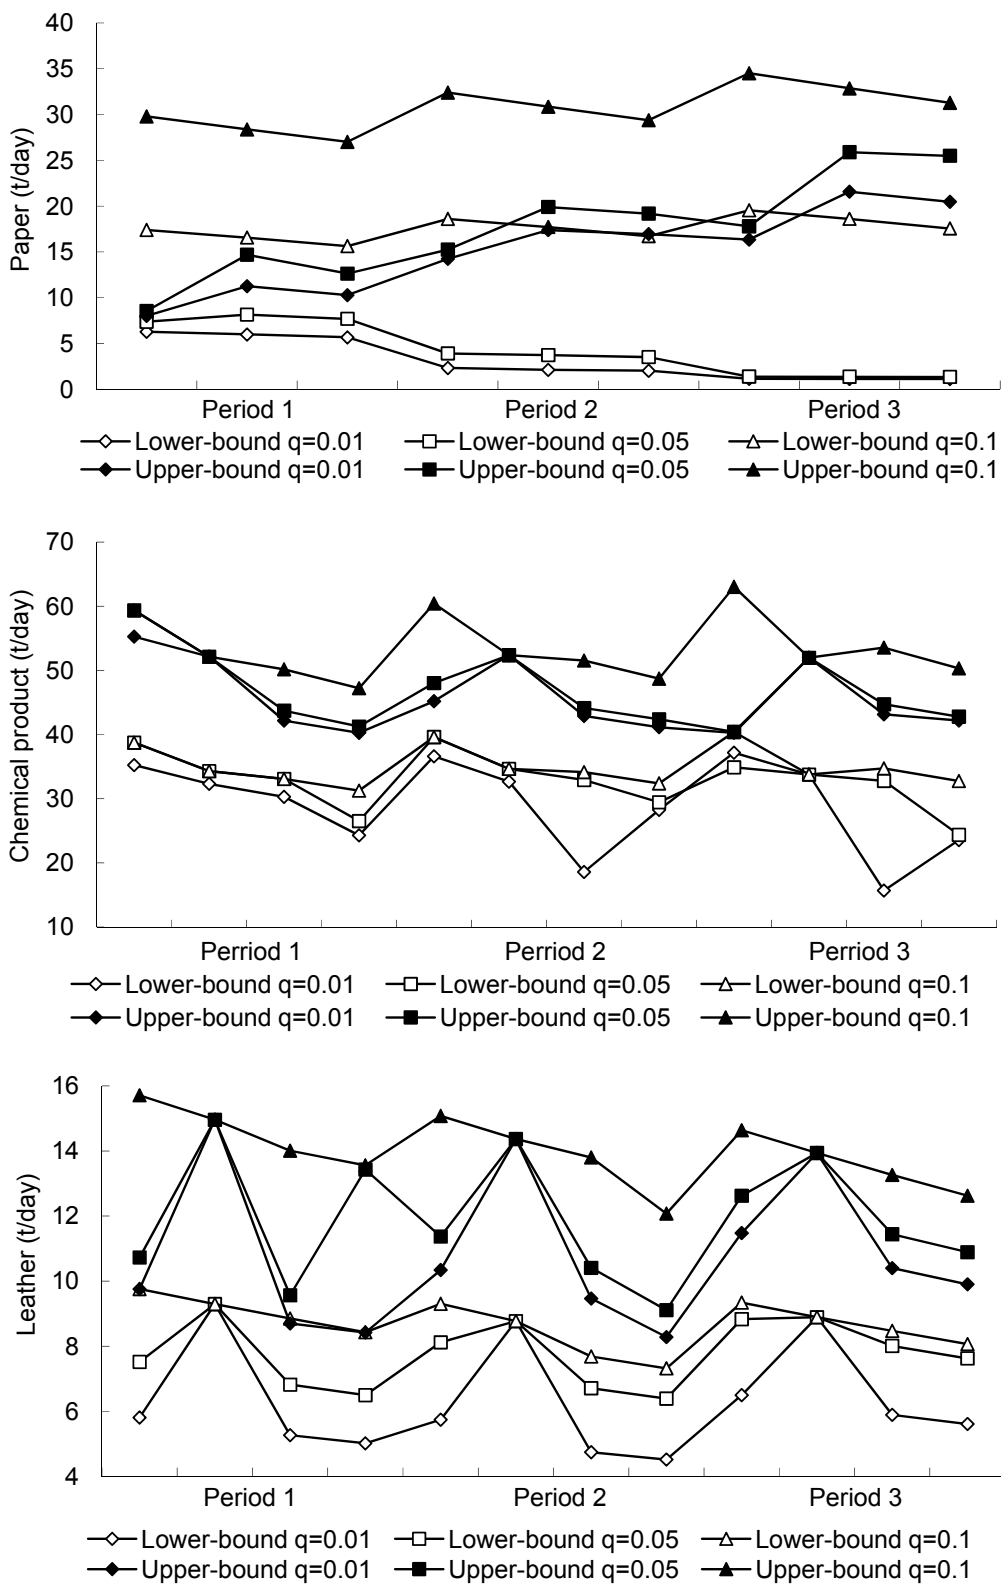 40
35
30
25
20
15
10
5
0
Paper (t/day)
Period 1 Period 2 Period 3
Lower-bound q=0.01 Lower-bound q=0.05 Lower-bound q=0.1
Upper-bound q=0.01 Upper-bound q=0.05 Upper-bound q=0.1
70
60
50
40
30
20
10
Chemical product (t/day)
Perriod 1 Period 2 Period 3
Lower-bound q=0.01 Lower-bound q=0.05 Lower-bound q=0.1
Upper-bound q=0.01 Upper-bound q=0.05 Upper-bound q=0.1
16
14
12
10
8
6
4
Leather (t/day)
Period 1 Period 2 Period 3
Lower-bound q=0.01 Lower-bound q=0.05 Lower-bound q=0.1
Upper-bound q=0.01 Upper-bound q=0.05 Upper-bound q=0.1